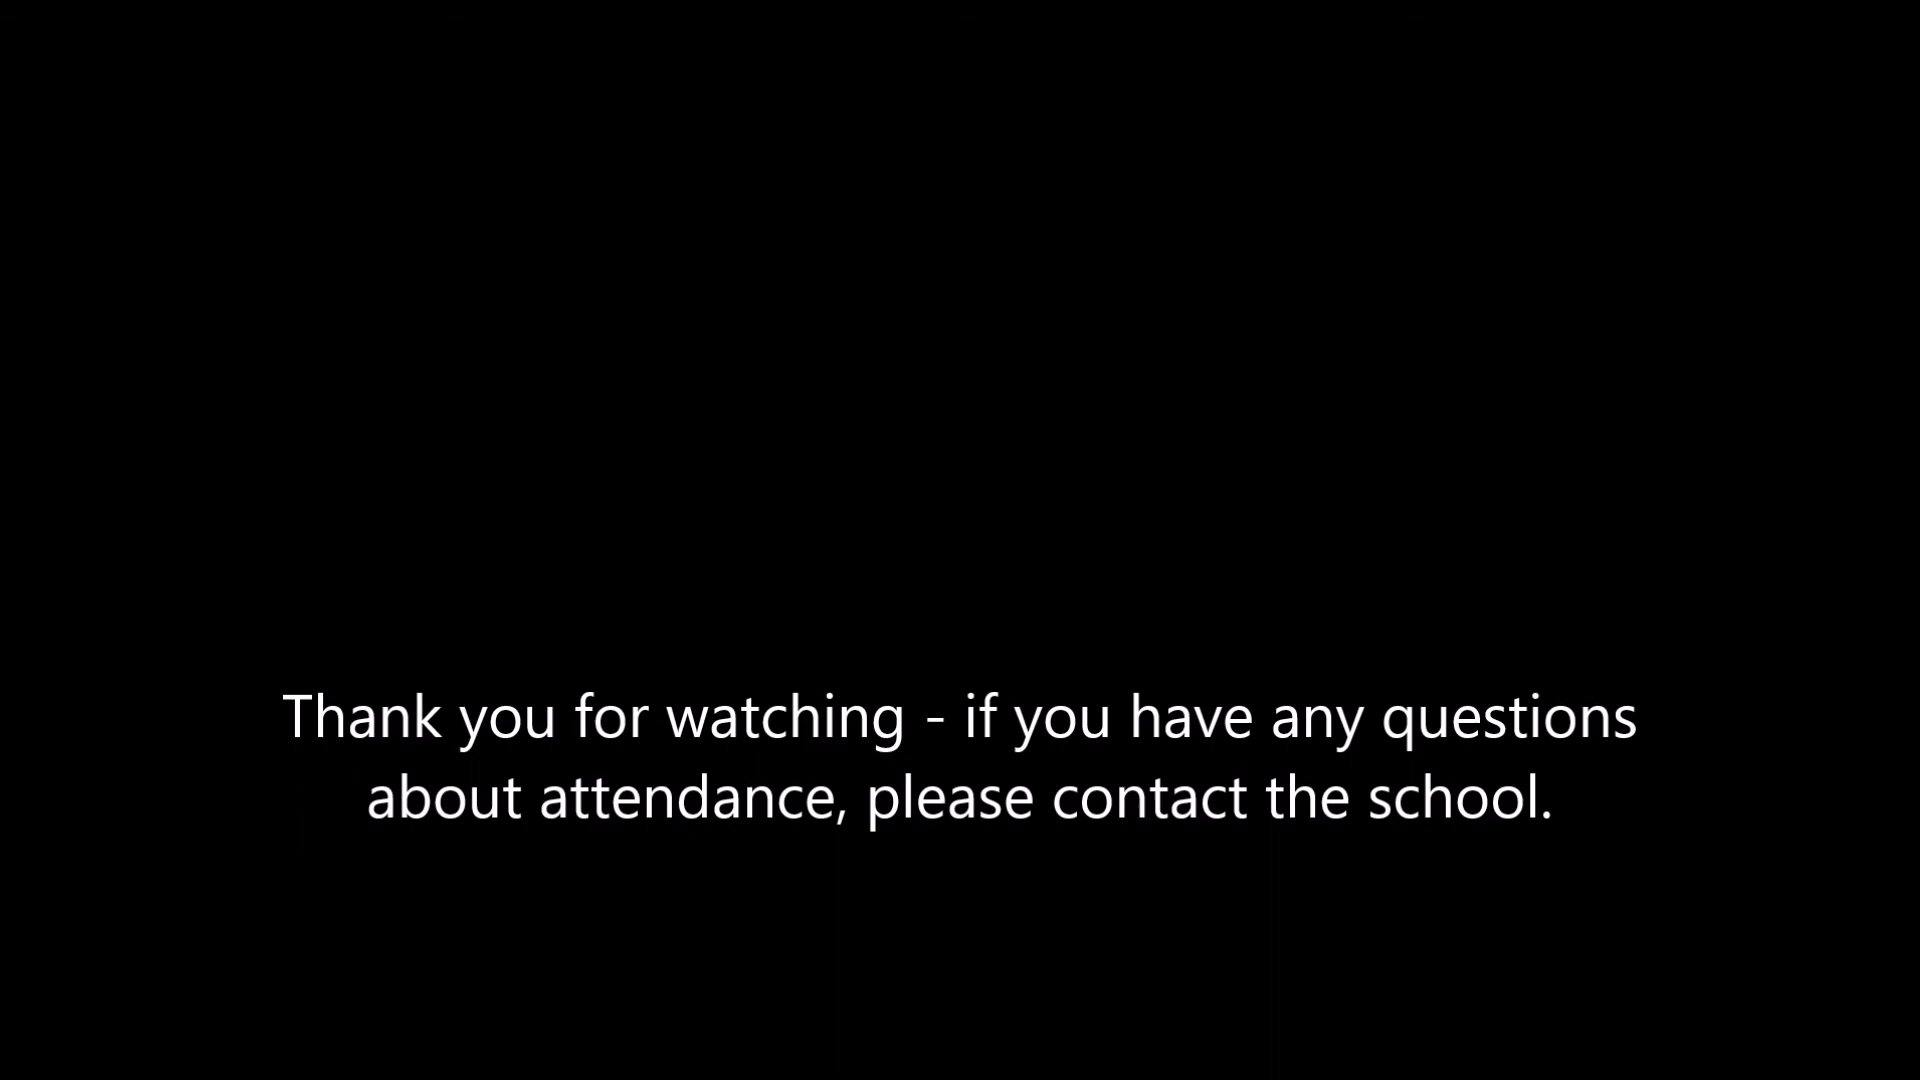 Thank you for watching - if you have any questions
about attendance, please contact the school.